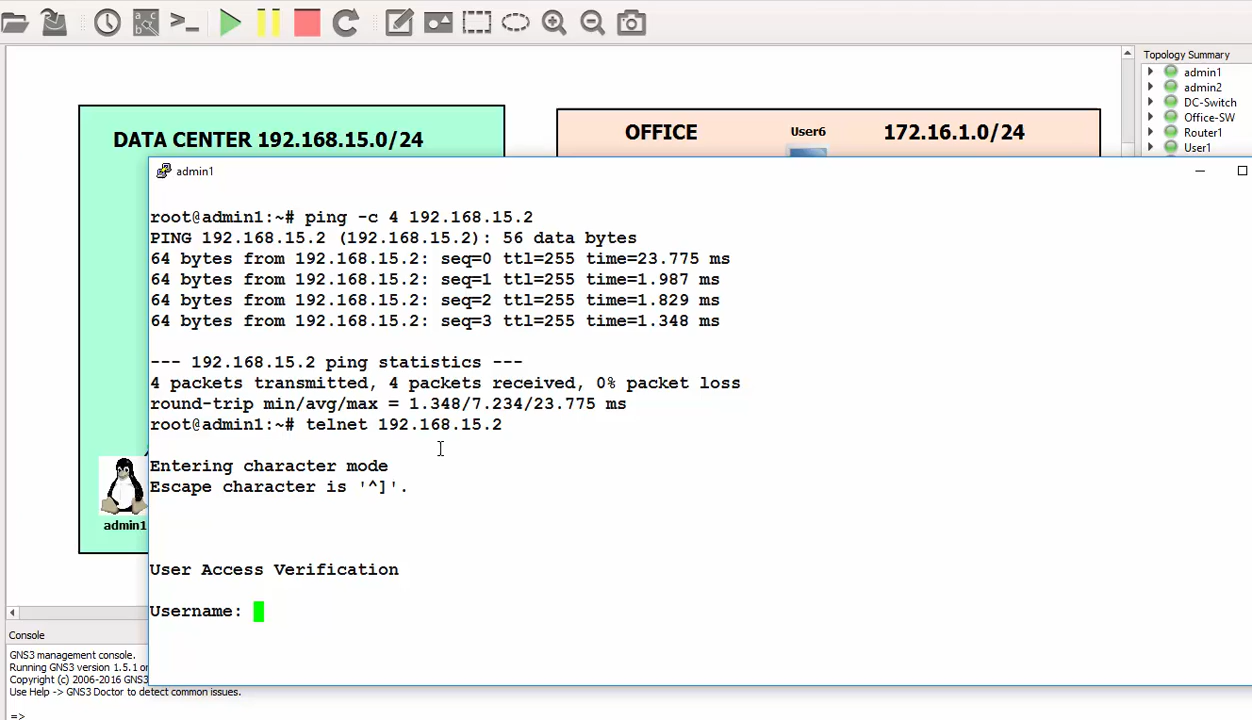 Topology Summary
admin1
admin2
DC-Switch
Office-SW
Router1
User1
DATA CENTER 192.168.15.0/24
OFFICE
User6
172.16.1.0/24
admin1
root@admin1:~# ping -c 4 192.168.15.2
PING 192.168.15.2 (192.168.15.2): 56 data bytes
64 bytes from 192.168.15.2: seq=0 ttl=255 time=23.775 ms
64 bytes from 192.168.15.2: seq=1 ttl=255 time=1.987 ms
64 bytes from 192.168.15.2: seq=2 ttl=255 time=1.829 ms
64 bytes from 192.168.15.2: seq=3 ttl=255 time=1.348 ms
--- 192.168.15.2 ping statistics ---
4 packets transmitted, 4 packets received, 0% packet loss
round-trip min/avg/max = 1.348/7.234/23.775 ms
root@admin1:~# telnet 192.168.15.2
Entering character mode
Escape character is '^]'.
User Access Verification
Username:
admin1
Console
GNS3 management console.
Running GNS3 version 1.5.1 or
Copyright (c) 2006-2016 GNS3
Use Help -> GNS3 Doctor to detect common issues.
=>